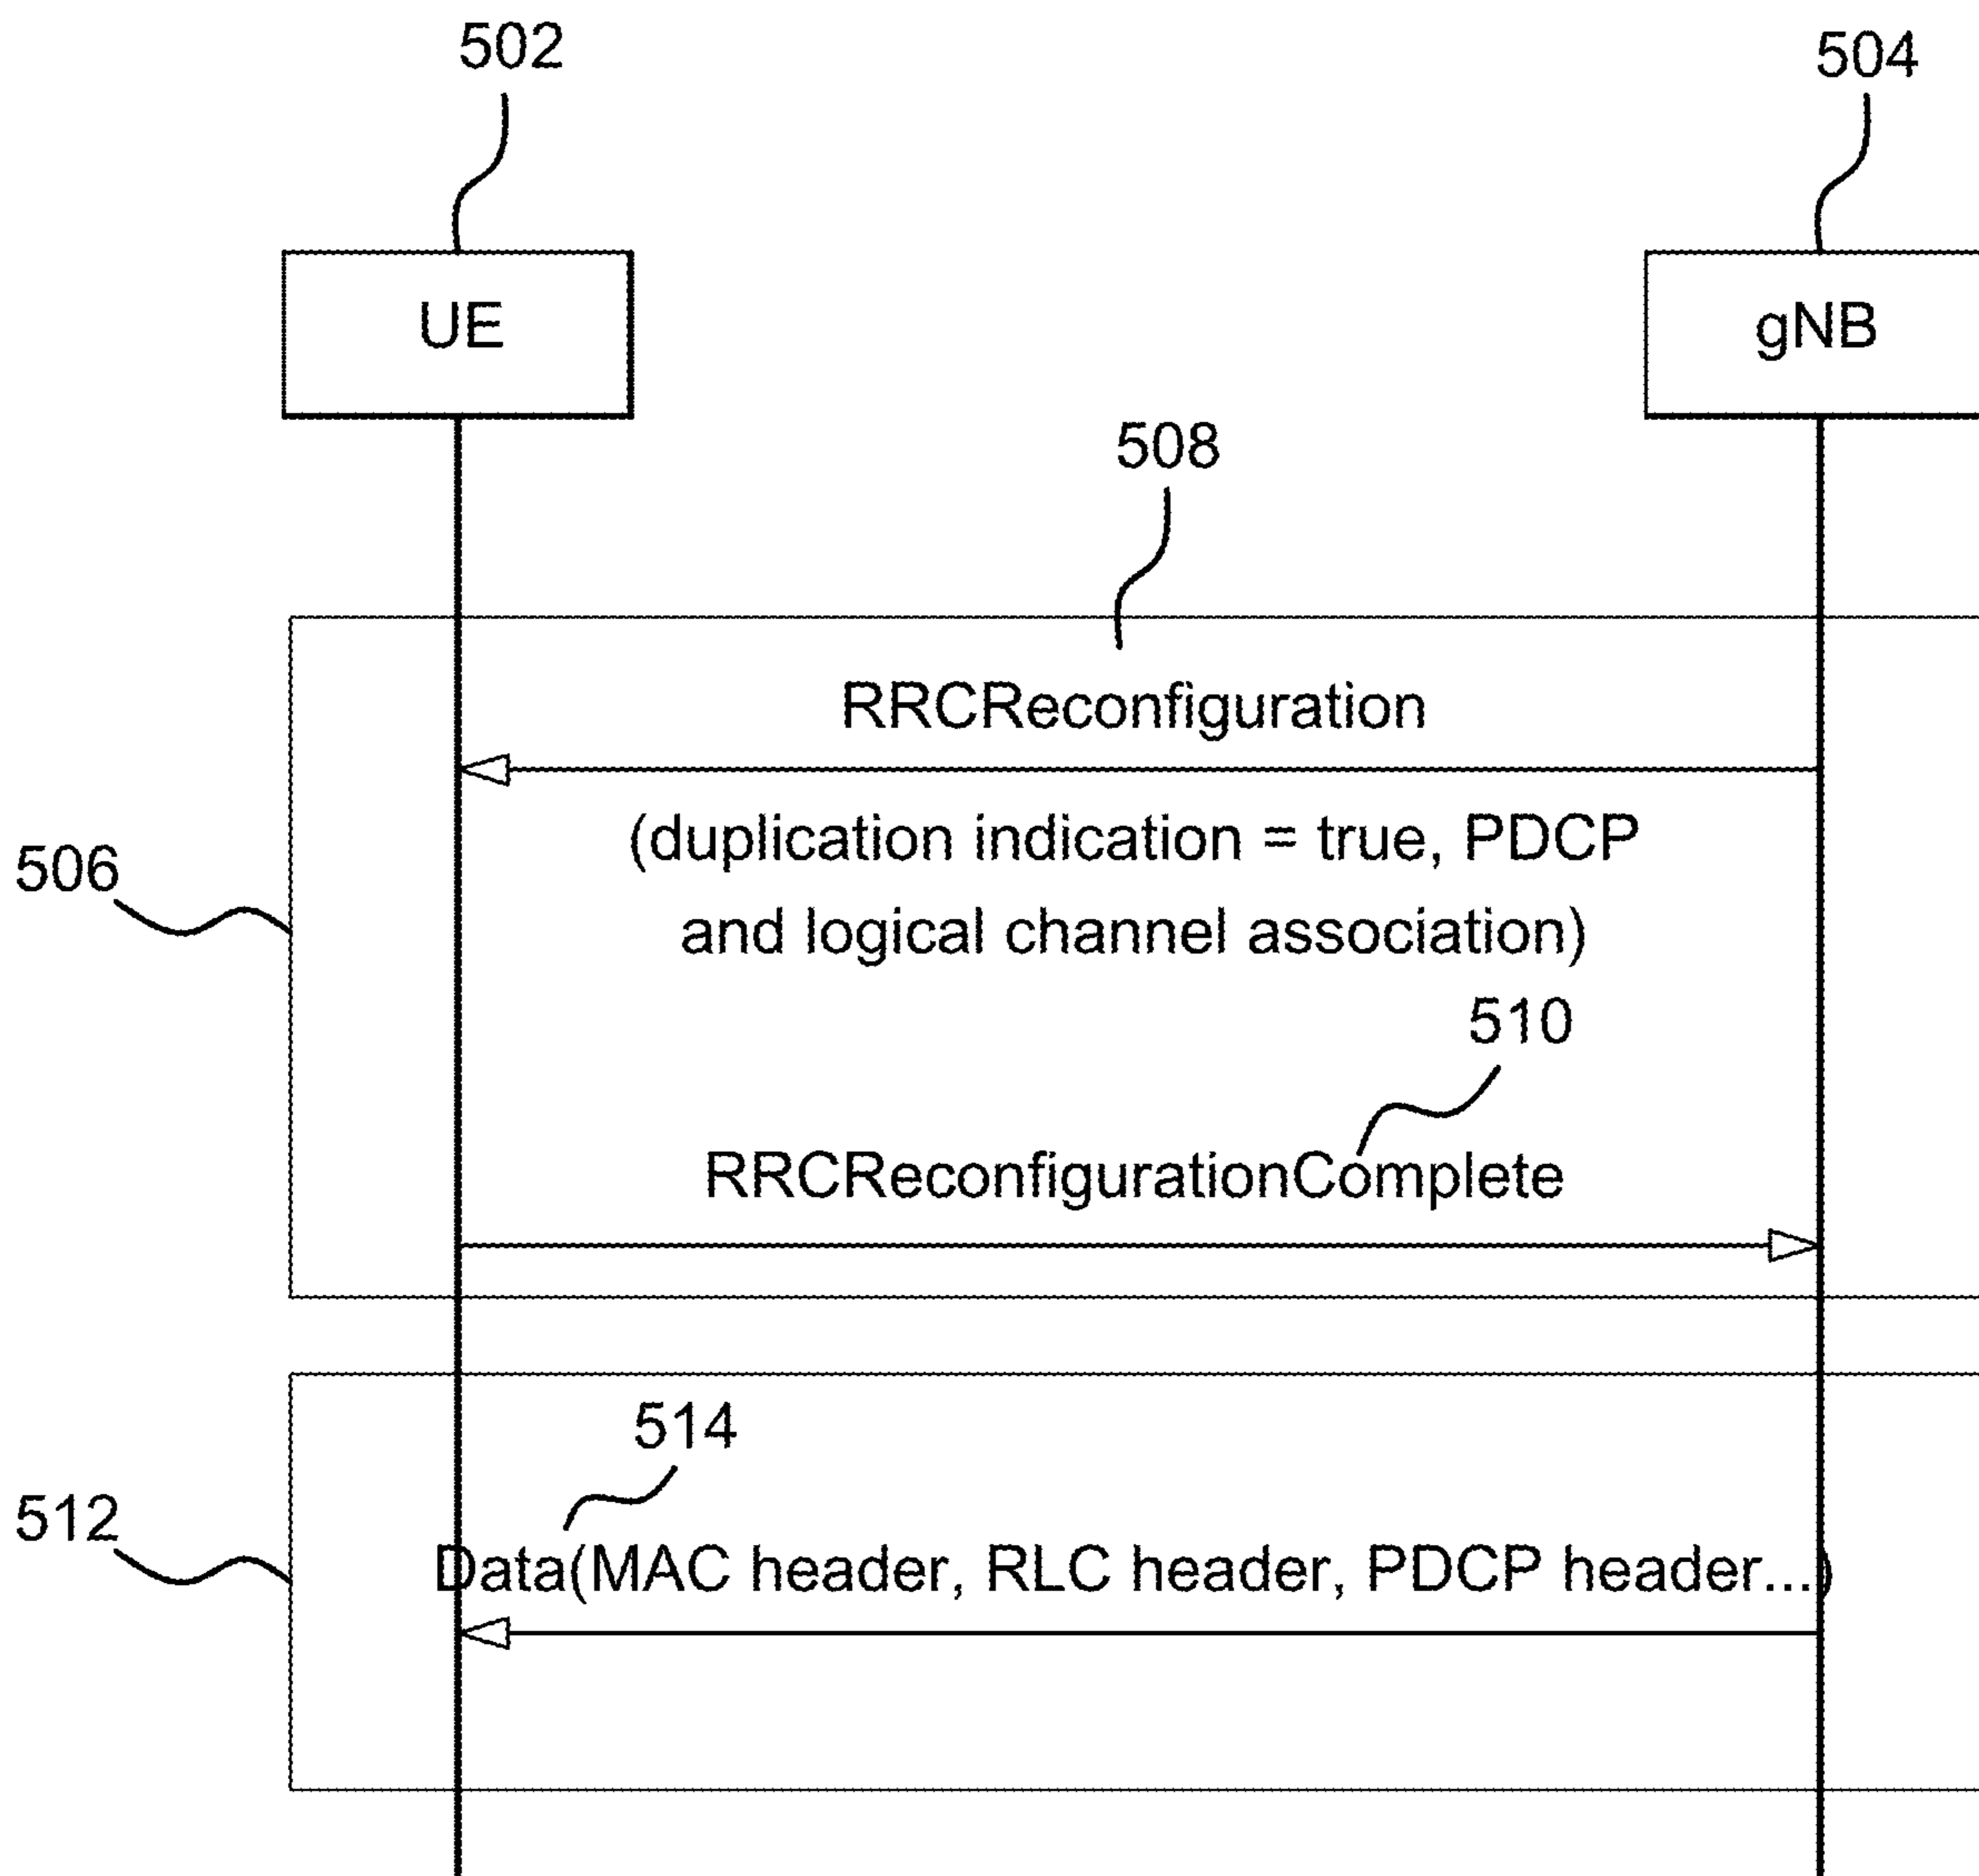 502
504
UE
gNB
508
RRCReconfiguration
(duplication indication = true, PDCP
and logical channel association)
506
510
RRCReconfigurationComplete
514
512
Data(MAC header, RLC header, PDCP header...)